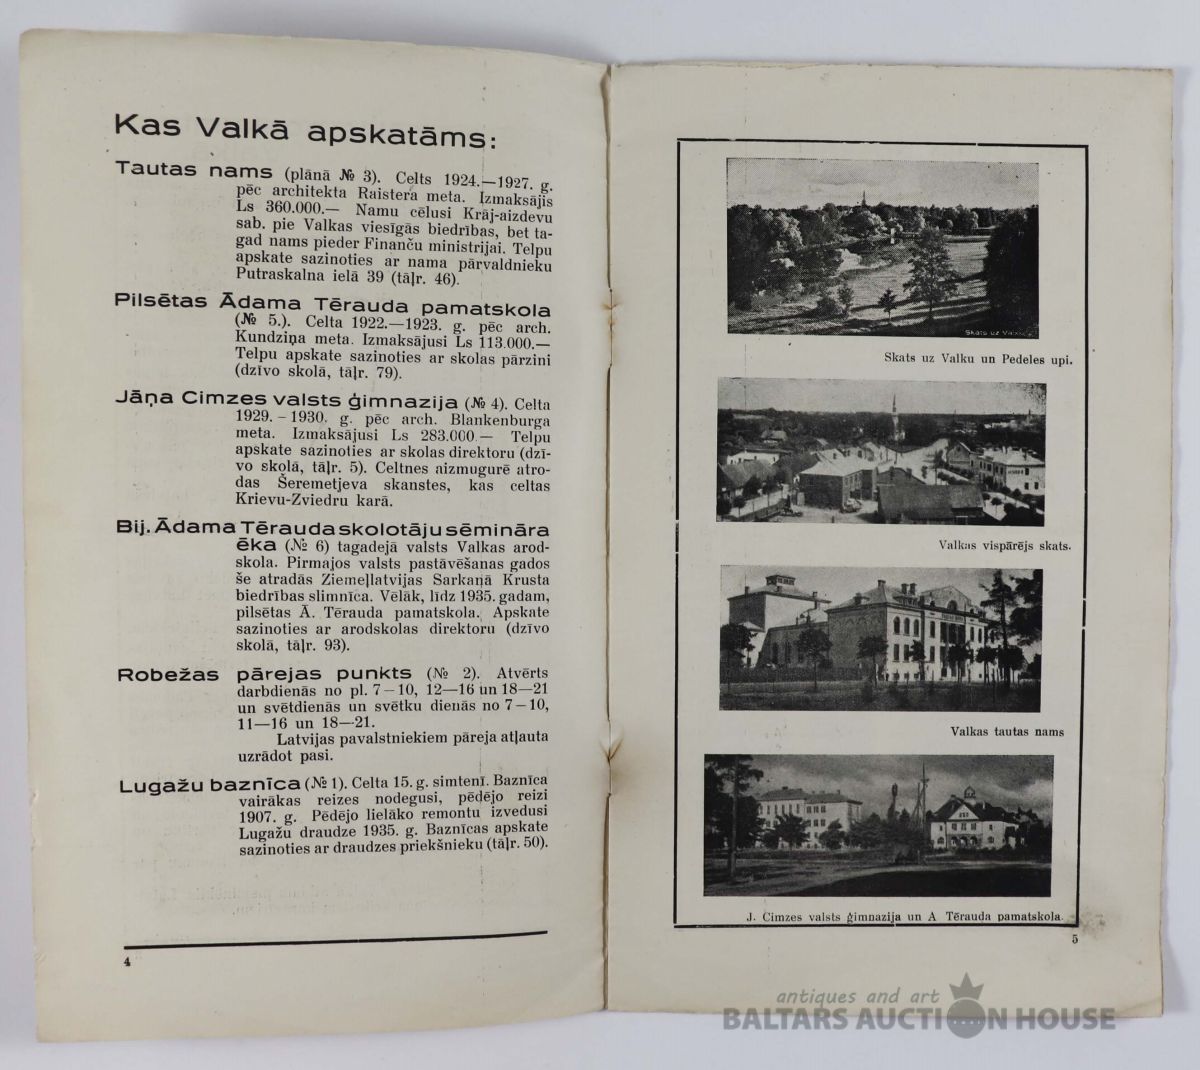 Kas Valkā apskatāms:
Tautas nams (plānā № 3). Celts 1924.—1927. g.
pēc architekta Raistera meta. Izmaksājis
Ls 360.000.— Namu cēlusi Krāj-aizdevu
sab. pie Valkas viesīgās biedrības, bet ta-
gad nams pieder Finanču ministrijai. Telpu
apskate sazinoties ar nama pārvaldnieku
Putraskalna ielā 39 (tāļr. 46).
Pilsētas Ādama Tērauda pamatskola
(№ 5.). Celta 1922.—1923. g. pēc arch.
Kundziņa meta. Izmaksājusi Ls 113.000.—
Telpu apskate sazinoties ar skolas pārzini
(dzīvo skolā, tāļr. 79).
Jāņa Cimzes valsts ģimnazija (№ 4). Celta
1929. – 1930. g. pēc arch. Blankenburga
meta. Izmaksājusi Ls 283.000 — Telpu
apskate sazinoties ar skolas direktoru (dzī-
vo skolā, tāļr. 5). Celtnes aizmugurē atro-
das Šeremetjeva skanstes, kas celtas
Krievu-Zviedru karā.
Bij. Ādama Tērauda skolotāju sēmināra
ēka (№ 6) tagadejā valsts Valkas arod-
skola. Pirmajos valsts pastāvēšanas gados
še atradās Ziemeļlatvijas Sarkanā Krusta
biedrības slimnīca. Vēlāk, līdz 1935. gadam,
pilsētas Ā. Tērauda pamatskola. Apskate
sazinoties ar arodskolas direktoru (dzīvo
skolā, tāļr. 93).
Robežas pārejas punkts (№ 2). Atvērts
darbdienās no pl. 7 – 10, 12—16 un 18—21
un svētdienās un svētku dienās no 7 – 10,
11—16 un 18—21.
Latvijas pavalstniekiem pāreja atļauta
uzrādot pasi.
Lugažu baznīca (№ 1). Celta 15. g. simtenī. Baznīca
vairākas reizes nodegusi, pēdējo reizi
1907. g. Pēdējo lielāko remontu izvedusi
Lugažu draudze 1935. g. Baznīcas apskate
sazinoties ar draudzes priekšnieku (tāļr. 50).
4
Skats uz
Skats uz Valku un Pedeles upi.
Valkas vispārējs skats.
Valkas tautas nams
J. Cimzes valsts ģimnazija un A Tērauda pamatskola.
5
antiques and art
BALTARS AUCTION HOUSE